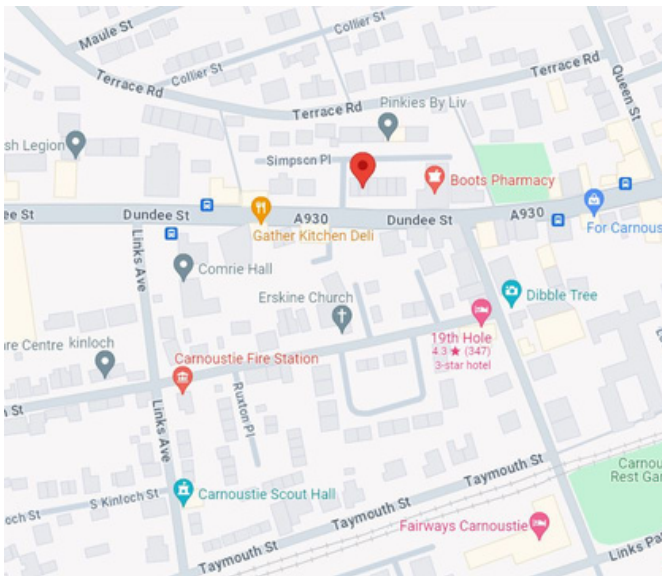 Maule St
Collier St
Collier St
Terrace Rd
Terrace Rd
Terrace Rd
Queen St
Pinkies By Liv
sh Legion
Simpson Pl
Boots Pharmacy
ee St
Dundee St
A930
Dundee St
A930
Gather Kitchen Deli
For Carnous
Links Ave
Comrie Hall
Erskine Church
Dibble Tree
19th Hole
4.3 ★ (347)
3-star hotel
re Centre kinloch
Carnoustie Fire Station
h St
Ruxton Pl
Links Ave
S Kinloch St
och St
Carnoustie Scout Hall
Taymouth St
Taymouth St
Taymouth St
Carnou
Rest Gar
Fairways Carnoustie
Links Pa